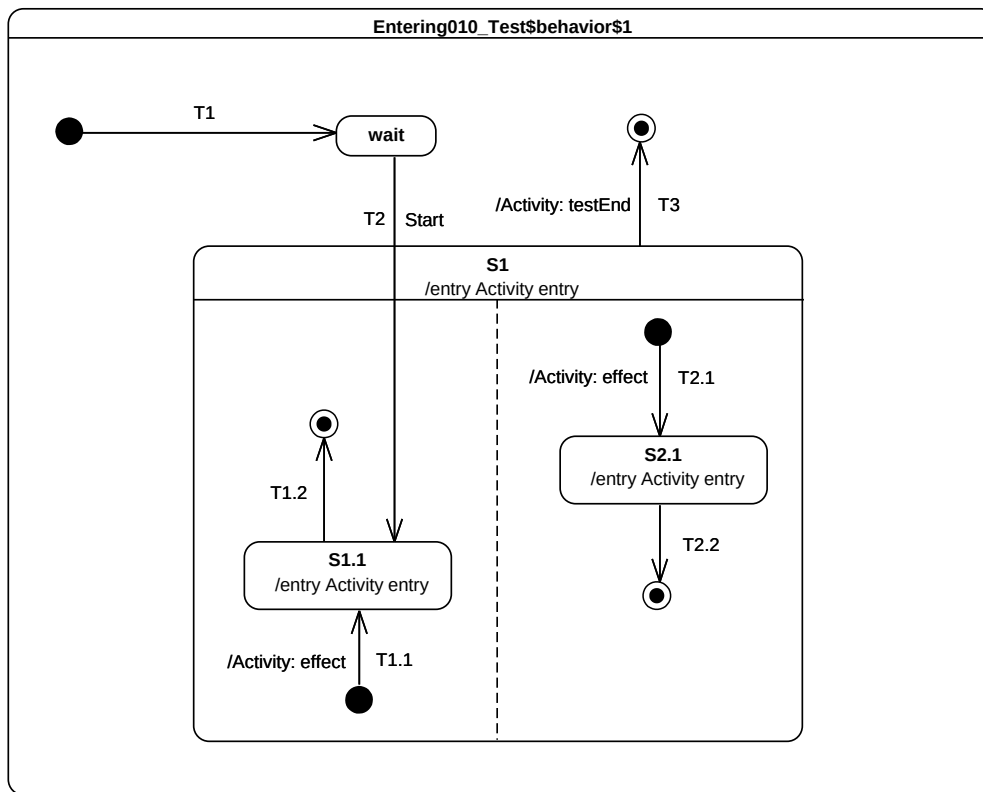 Entering010_Test$behavior$1
T1
wait
/Activity: testEnd T3
T2 Start
S1
/entry Activity entry
/Activity: effect T2.1
S2.1
/entry Activity entry
T1.2
T2.2
S1.1
/entry Activity entry
/Activity: effect T1.1